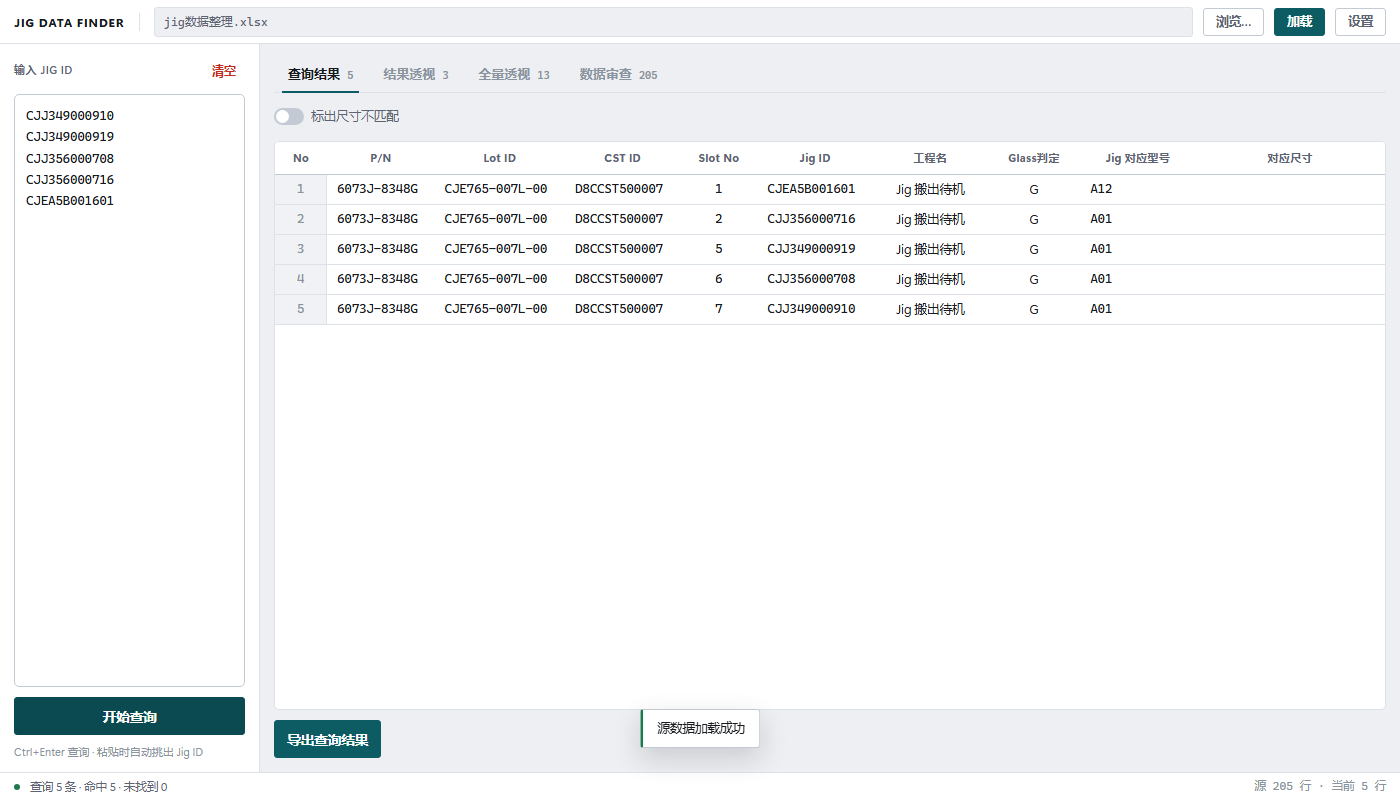 JIG DATA FINDER
jig数据整理.xlsx
浏览... 加载 设置
输入 JIG ID 清空
CJJ349000910
CJJ349000919
CJJ356000708
CJJ356000716
CJEA5B001601
开始查询
Ctrl+Enter 查询 · 粘贴时自动挑出 Jig ID
查询结果 5 结果透视 3 全量透视 13 数据审查 205
标出尺寸不匹配
No P/N Lot ID CST ID Slot No Jig ID 工程名 Glass判定 Jig 对应型号 对应尺寸
1 6073J-8348G CJE765-007L-00 D8CCST500007 1 CJEA5B001601 Jig 搬出待机 G A12
2 6073J-8348G CJE765-007L-00 D8CCST500007 2 CJJ356000716 Jig 搬出待机 G A01
3 6073J-8348G CJE765-007L-00 D8CCST500007 5 CJJ349000919 Jig 搬出待机 G A01
4 6073J-8348G CJE765-007L-00 D8CCST500007 6 CJJ356000708 Jig 搬出待机 G A01
5 6073J-8348G CJE765-007L-00 D8CCST500007 7 CJJ349000910 Jig 搬出待机 G A01
导出查询结果
源数据加载成功
查询 5 条 · 命中 5 · 未找到 0
源 205 行 · 当前 5 行